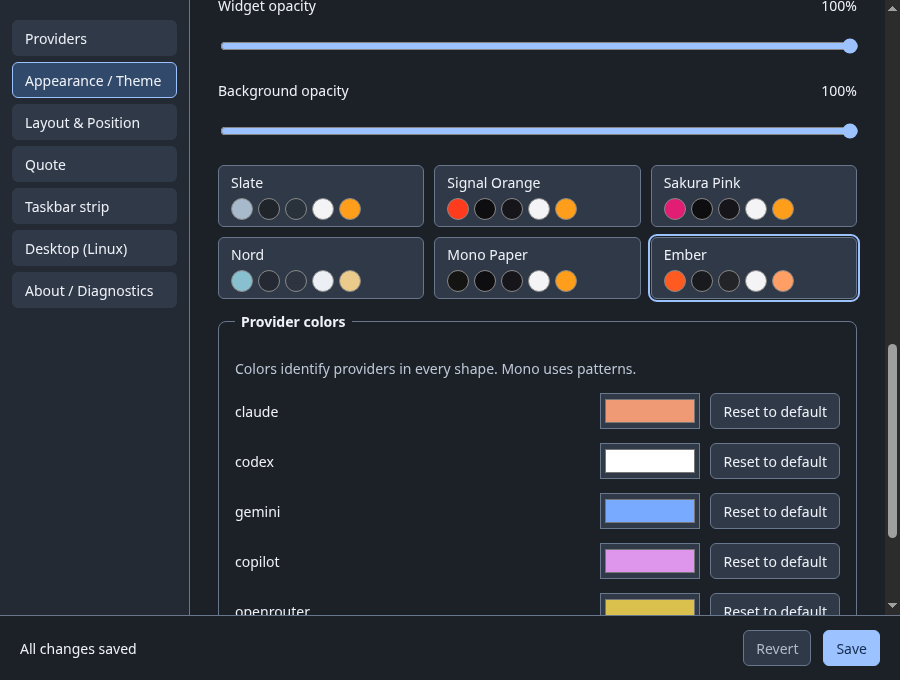 Widget opacity 100%
Providers
Appearance / Theme
Background opacity 100%
Layout & Position
Quote
Slate Signal Orange Sakura Pink
Taskbar strip
Desktop (Linux)
Nord Mono Paper Ember
About / Diagnostics
Provider colors
Colors identify providers in every shape. Mono uses patterns.
claude Reset to default
codex Reset to default
gemini Reset to default
copilot Reset to default
openrouter Reset to default
All changes saved Revert Save